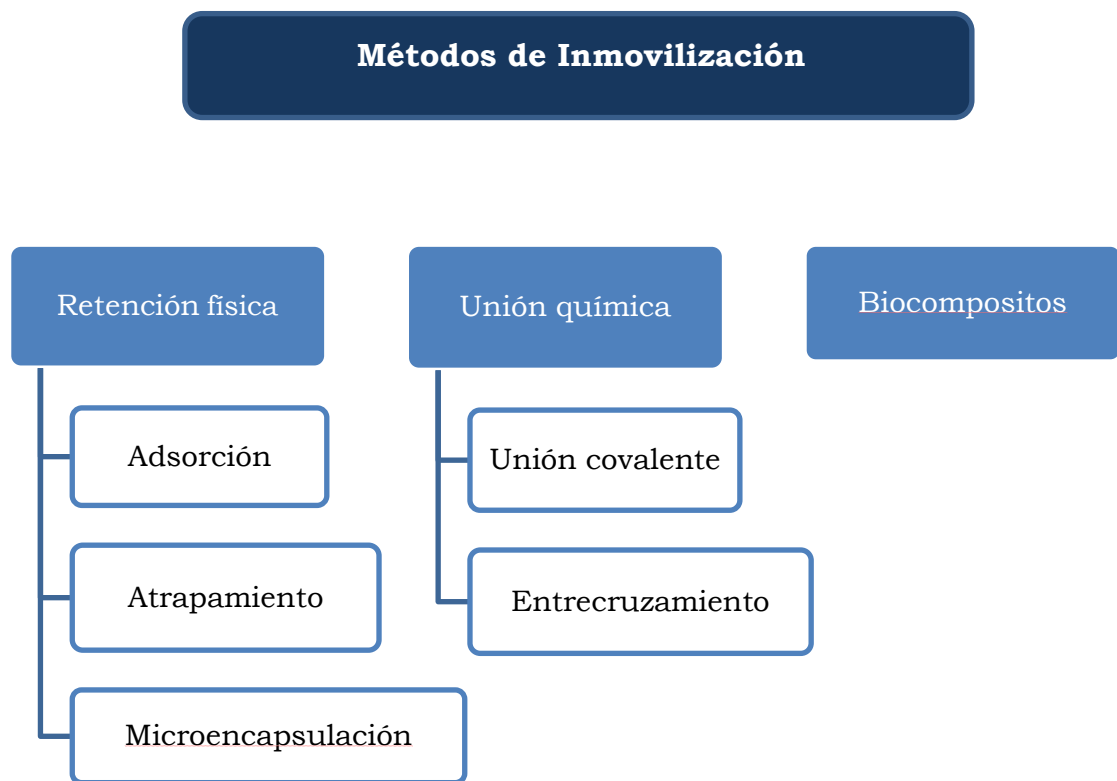 Métodos de Inmovilización
Retención física
Unión química
Biocompositos
Adsorción
Unión covalente
Atrapamiento
Entrecruzamiento
Microencapsulación